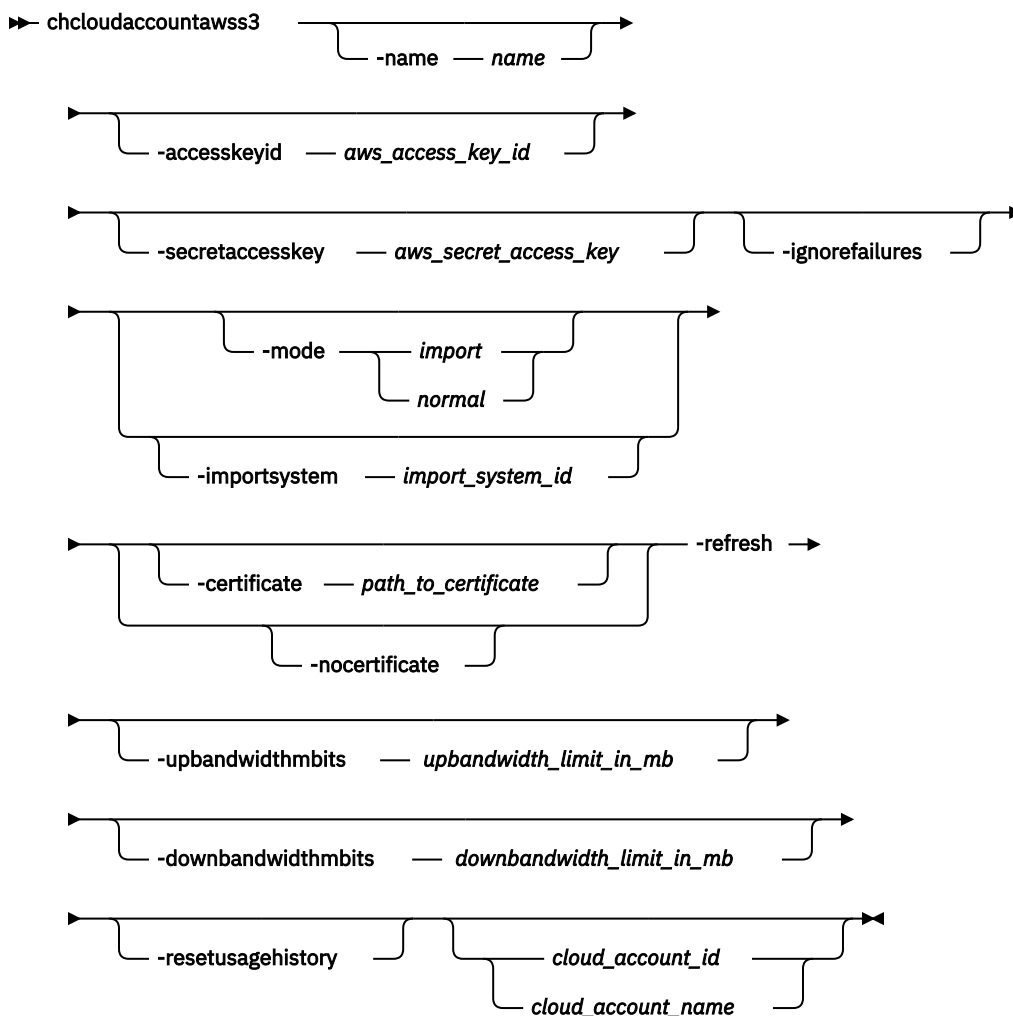 chcloudaccountawss3
-name name
-accesskeyid aws_access_key_id
-secretaccesskey aws_secret_access_key -ignorefailures
-mode import
normal
-importsystem import_system_id
-refresh
-certificate path_to_certificate
-nocertificate
-upbandwidthmbits upbandwidth_limit_in_mb
-downbandwidthmbits downbandwidth_limit_in_mb
-resetusagehistory cloud_account_id
cloud_account_name